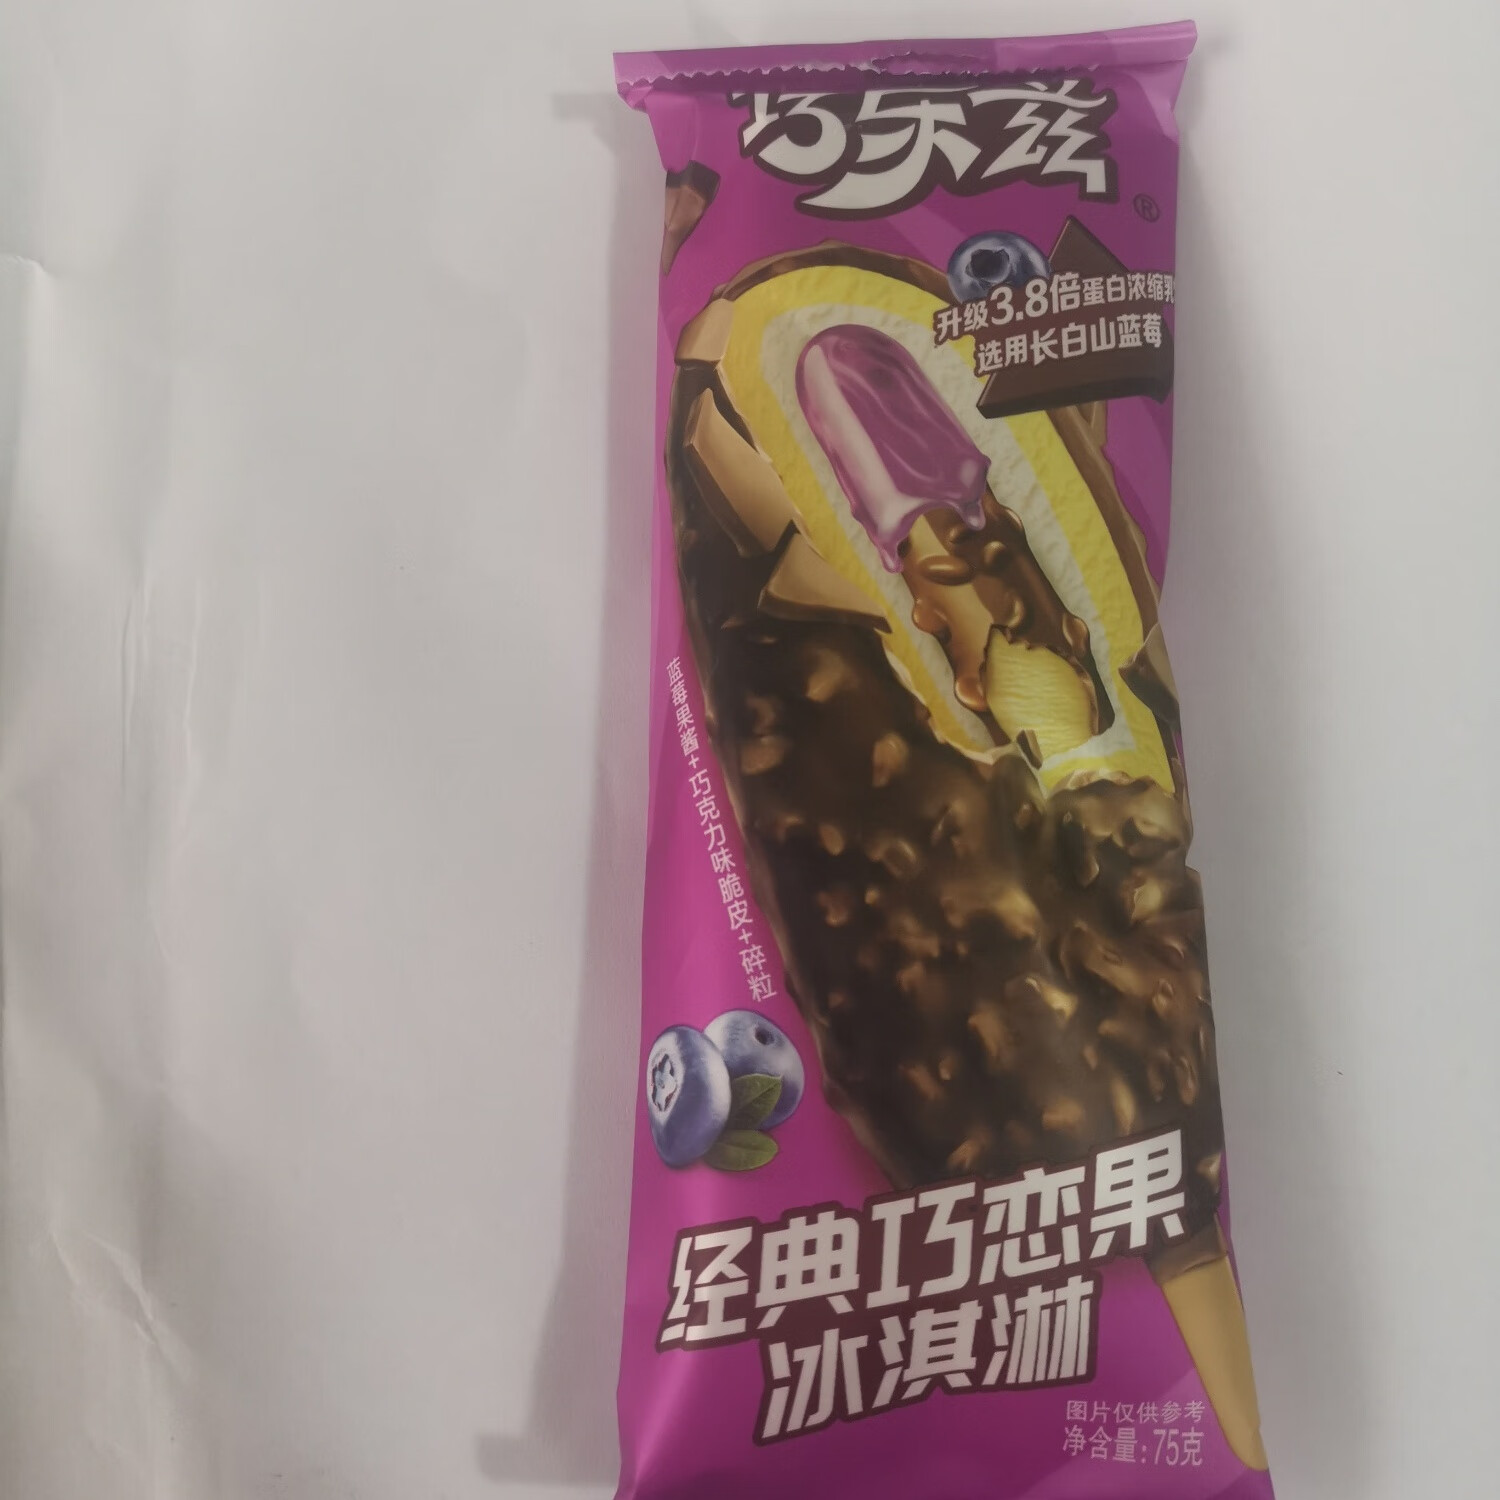 巧乐兹
®
升级3.8倍蛋白浓缩乳
选用长白山蓝莓
蓝莓果酱+巧克力味脆皮+碎粒
经典巧恋果
冰淇淋
图片仅供参考
净含量:75克